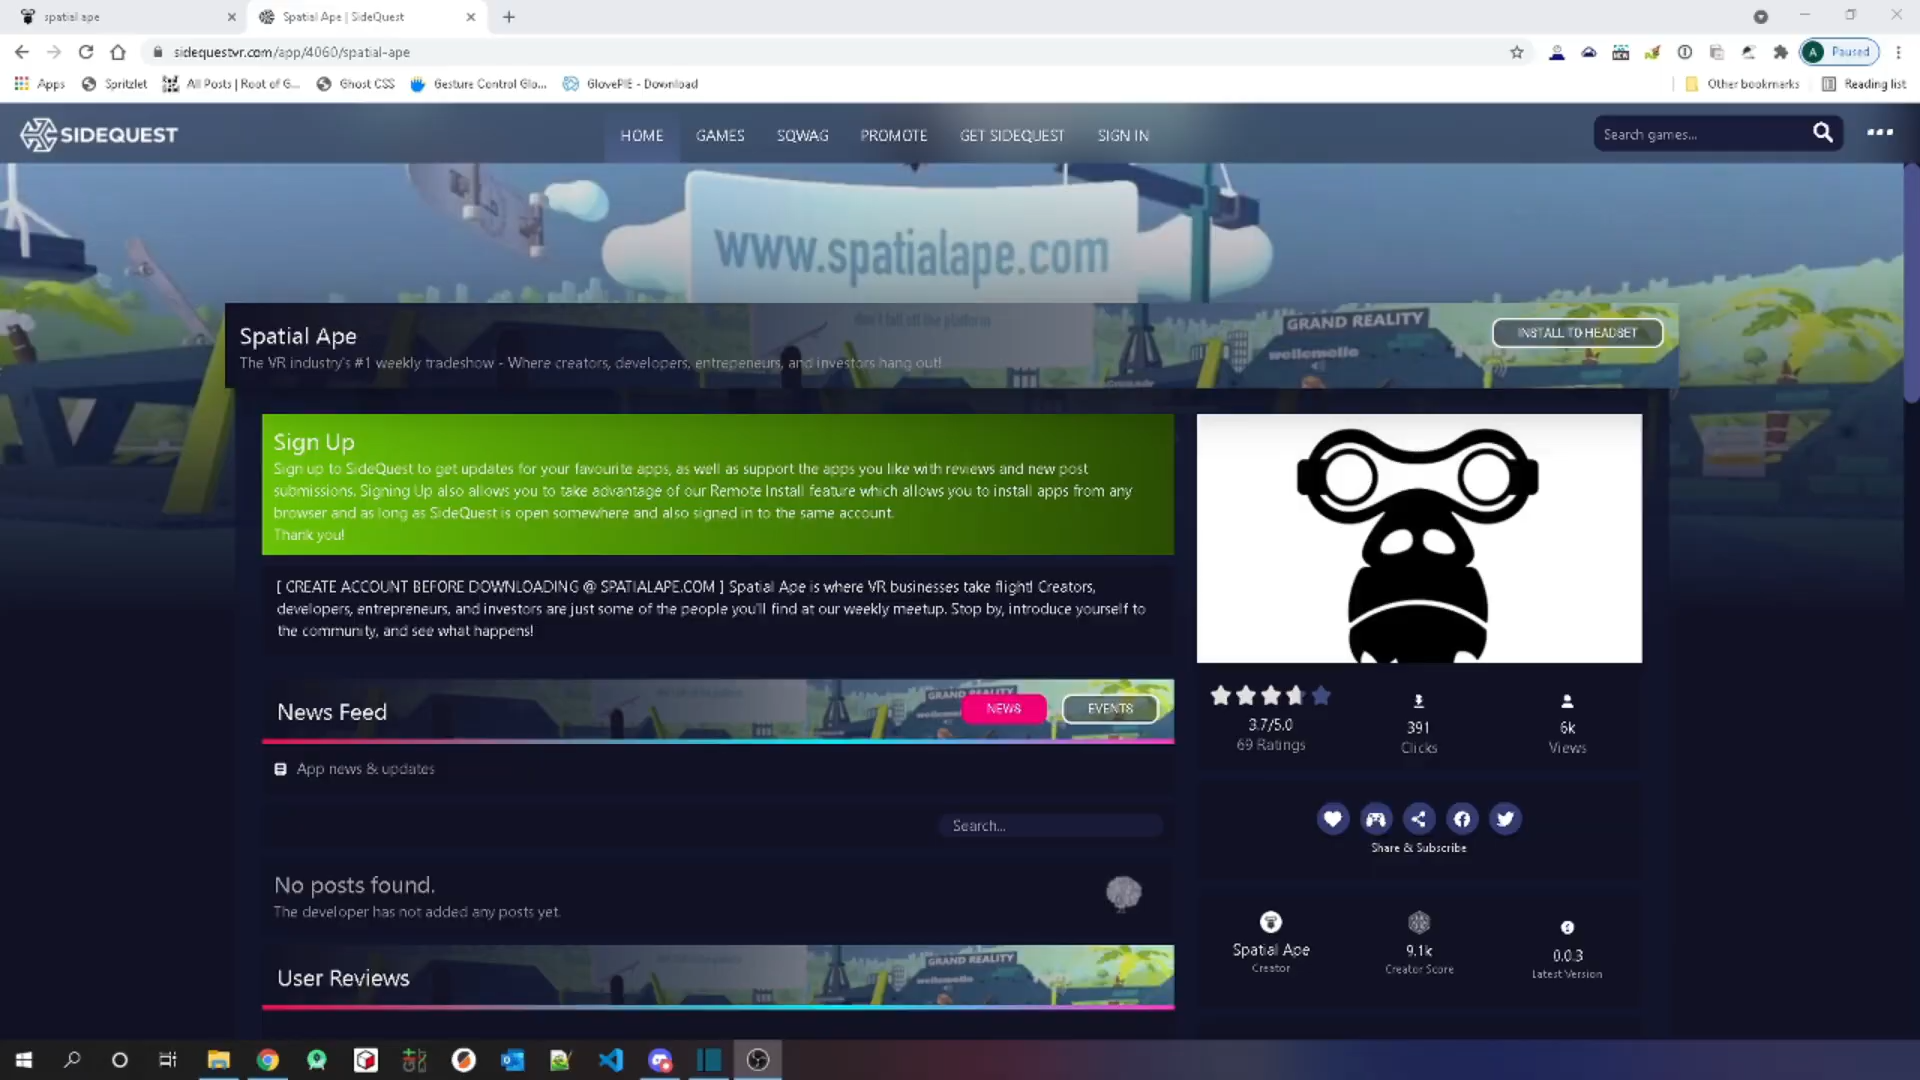 spatial ape
Spatial Ape | SideQuest
sidequestvr.com/app/4060/spatial-ape
NEW
A
Paused
Apps
Spritzlet
All Posts | Root of G...
Ghost CSS
Gesture Control Glo...
GlovePIE - Download
Other bookmarks
Reading list
SIDEQUEST
HOME
GAMES
SQWAG
PROMOTE
GET SIDEQUEST
SIGN IN
Search games...
www.spatialape.com
don't fall off the platform
GRAND REALITY
Spatial Ape
The VR industry's #1 weekly tradeshow - Where creators, developers, entrepeneurs, and investors hang out!
INSTALL TO HEADSET
Sign Up
Sign up to SideQuest to get updates for your favourite apps, as well as support the apps you like with reviews and new post
submissions. Signing Up also allows you to take advantage of our Remote Install feature which allows you to install apps from any
browser and as long as SideQuest is open somewhere and also signed in to the same account.
Thank you!
[ CREATE ACCOUNT BEFORE DOWNLOADING @ SPATIALAPE.COM ] Spatial Ape is where VR businesses take flight! Creators,
developers, entrepreneurs, and investors are just some of the people you'll find at our weekly meetup. Stop by, introduce yourself to
the community, and see what happens!
News Feed
GRAND REALITY
NEWS
EVENTS
App news & updates
Search...
No posts found.
The developer has not added any posts yet.
User Reviews
GRAND REALITY
3.7/5.0
69 Ratings
391
Clicks
6k
Views
Share & Subscribe
Spatial Ape
Creator
9.1k
Creator Score
0.0.3
Latest Version